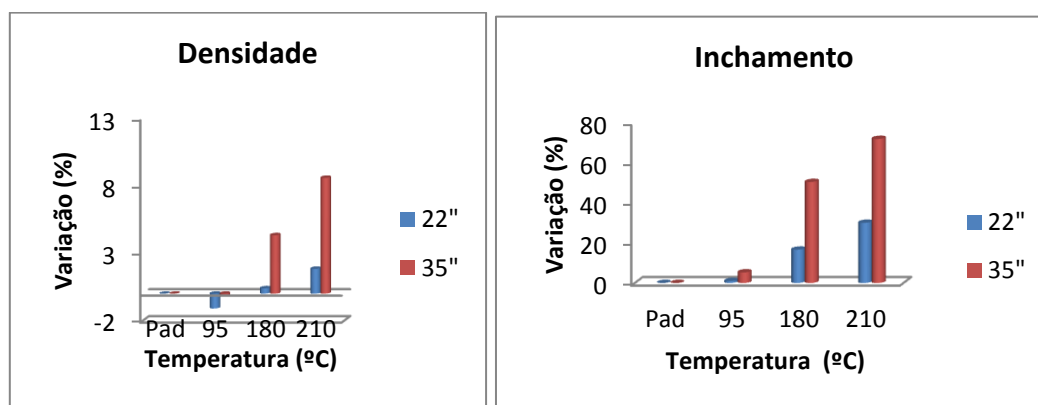 Densidade
Variação (%)
13
8
3
-2
Pad 95 180 210
Temperatura (ºC)
22"
35"
Inchamento
Variação (%)
80
60
40
20
0
Pad 95 180 210
Temperatura (ºC)
22"
35"